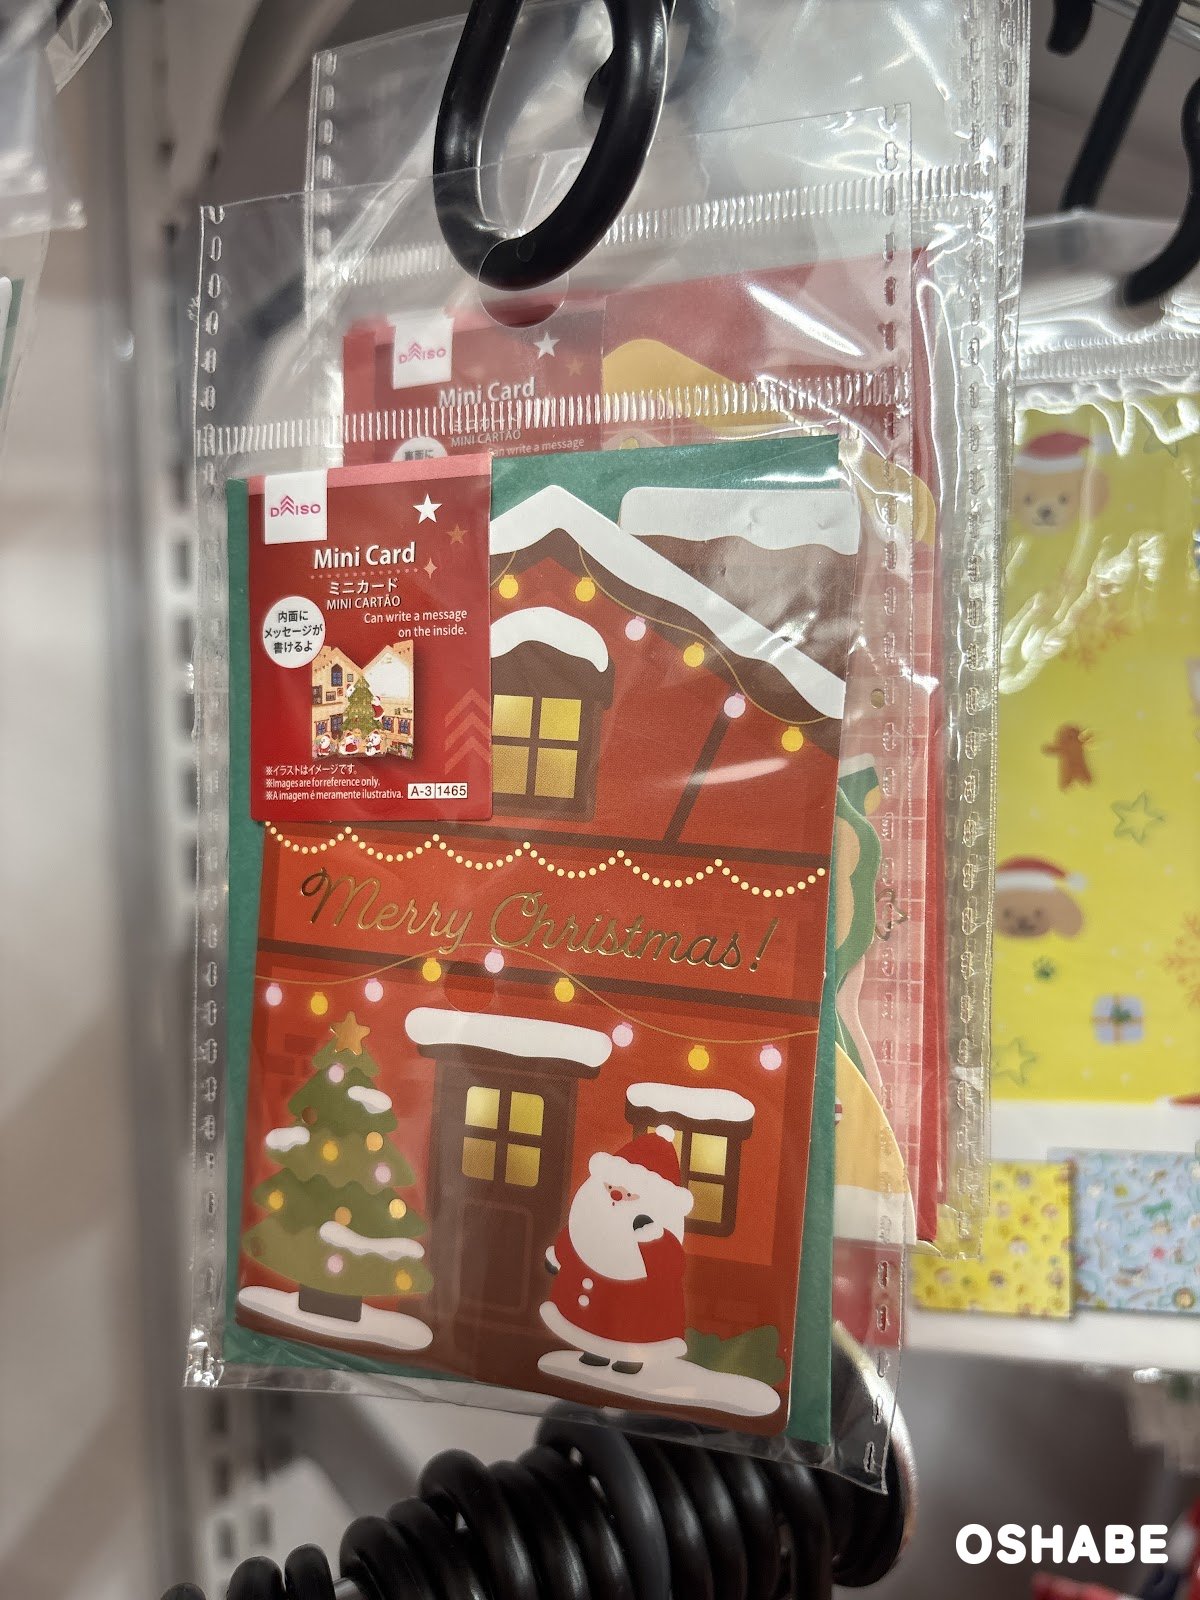 DAISO
Mini Card
MINI CARTÃO
Can write a message
DAISO
Mini Card
ミニカード
MINI CARTÃO
内面に
メッセージが
書けるよ
Can write a message
on the inside.
※イラストはイメージです。
※Images are for reference only.
※A imagem é meramente ilustrativa.
A-3 1465
Merry Christmas!
OSHABE